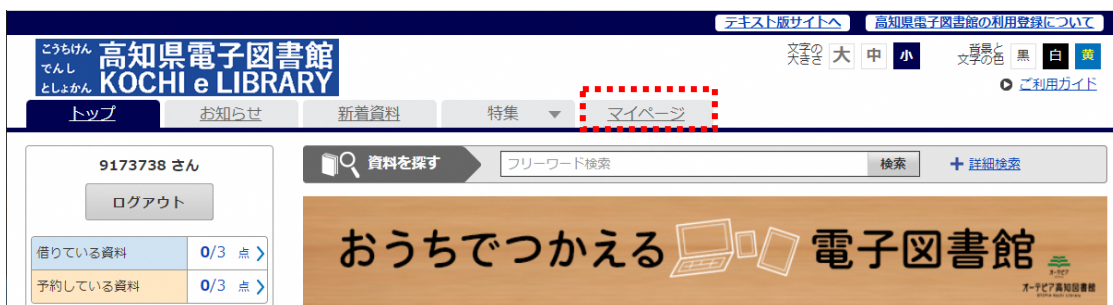 テキスト版サイトへ 高知県電子図書館の利用登録について
こうちけん
でんし
としょかん
高知県電子図書館
KOCHI e LIBRARY
文字の
大きさ 大 中 小
背景と
文字の色 黒 白 黄
ご利用ガイド
トップ お知らせ 新着資料 特集 ▼ マイページ
9173738 さん
資料を探す フリーワード検索 検索 + 詳細検索
ログアウト
借りている資料 0/3 点
予約している資料 0/3 点
おうちでつかえる 電子図書館
オーテピア
オーテピア高知図書館